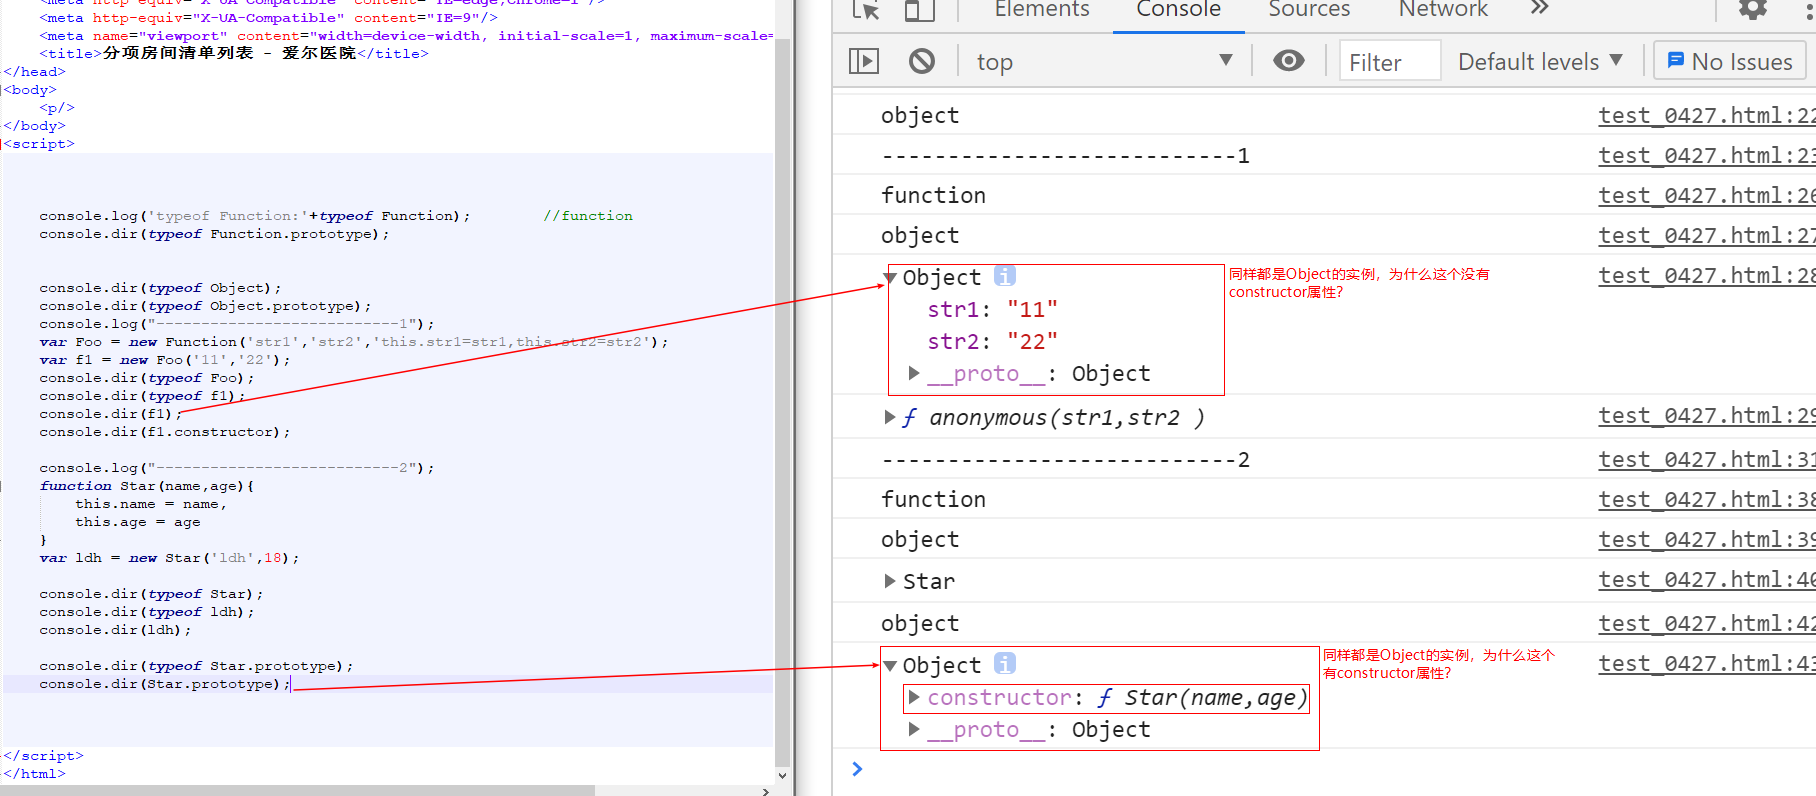 <meta http-equiv="X-UA-Compatible" content="IE=edge,chrome=1"/>
<meta http-equiv="X-UA-Compatible" content="IE=9"/>
<meta name="viewport" content="width=device-width, initial-scale=1, maximum-scale=
<title>分项房间清单列表 - 爱尔医院</title>
</head>
<body>
<p/>
</body>
<script>
console.log('typeof Function:'+typeof Function); //function
console.dir(typeof Function.prototype);
console.dir(typeof Object);
console.dir(typeof Object.prototype);
console.log("---------------------------1");
var Foo = new Function('str1','str2','this.str1=str1,this.str2=str2');
var f1 = new Foo('11','22');
console.dir(typeof Foo);
console.dir(typeof f1);
console.dir(f1);
console.dir(f1.constructor);
console.log("---------------------------2");
function Star(name,age){
this.name = name,
this.age = age
}
var ldh = new Star('ldh',18);
console.dir(typeof Star);
console.dir(typeof ldh);
console.dir(ldh);
console.dir(typeof Star.prototype);
console.dir(Star.prototype);
</script>
</html>
Elements Console Sources Network »
top Filter Default levels No Issues
object test_0427.html:22
---------------------------1 test_0427.html:23
function test_0427.html:26
object test_0427.html:27
Object i test_0427.html:28
同样都是Object的实例，为什么这个没有
constructor属性?
str1: "11"
str2: "22"
__proto__: Object
ƒ anonymous(str1,str2 ) test_0427.html:29
---------------------------2 test_0427.html:31
function test_0427.html:38
object test_0427.html:39
Star test_0427.html:40
object test_0427.html:42
Object i test_0427.html:43
同样都是Object的实例，为什么这个
有constructor属性?
constructor: ƒ Star(name,age)
__proto__: Object